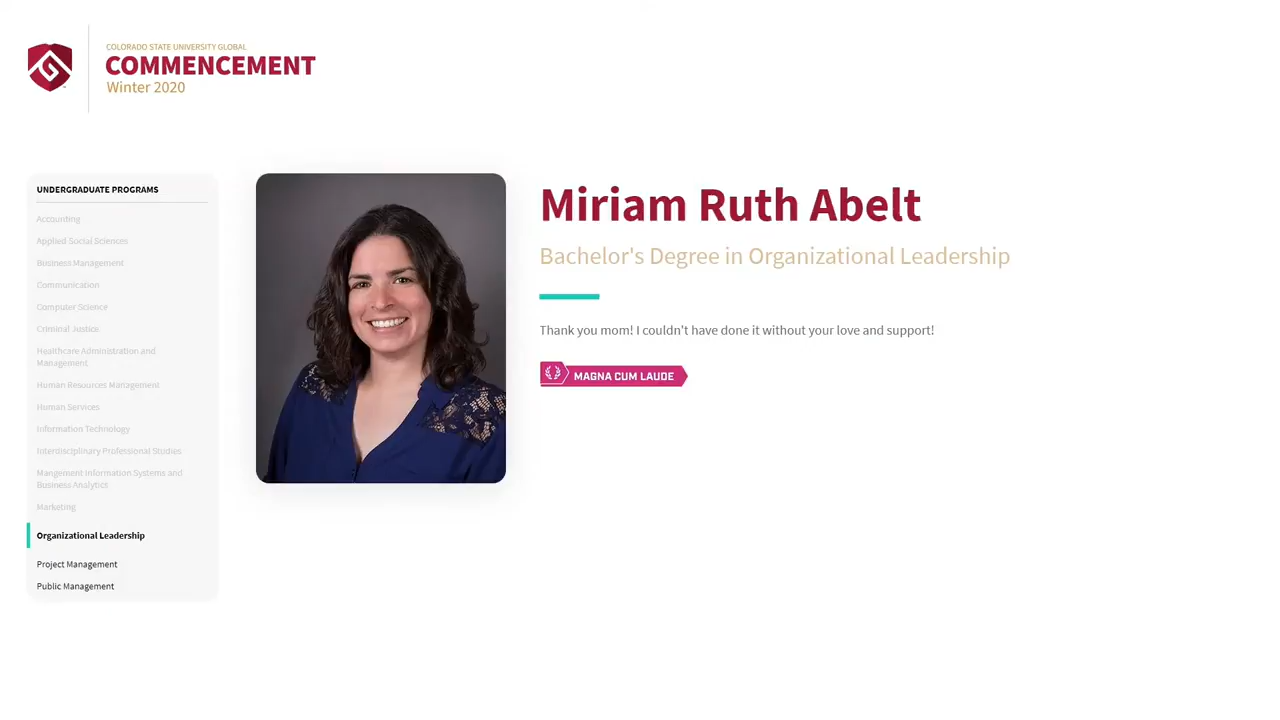 COLORADO STATE UNIVERSITY GLOBAL
COMMENCEMENT
Winter 2020
UNDERGRADUATE PROGRAMS
Accounting
Applied Social Sciences
Business Management
Communication
Computer Science
Criminal Justice
Healthcare Administration and
Management
Human Resources Management
Human Services
Information Technology
Interdisciplinary Professional Studies
Mangement Information Systems and
Business Analytics
Marketing
Organizational Leadership
Project Management
Public Management
Miriam Ruth Abelt
Bachelor's Degree in Organizational Leadership
Thank you mom! I couldn't have done it without your love and support!
MAGNA CUM LAUDE